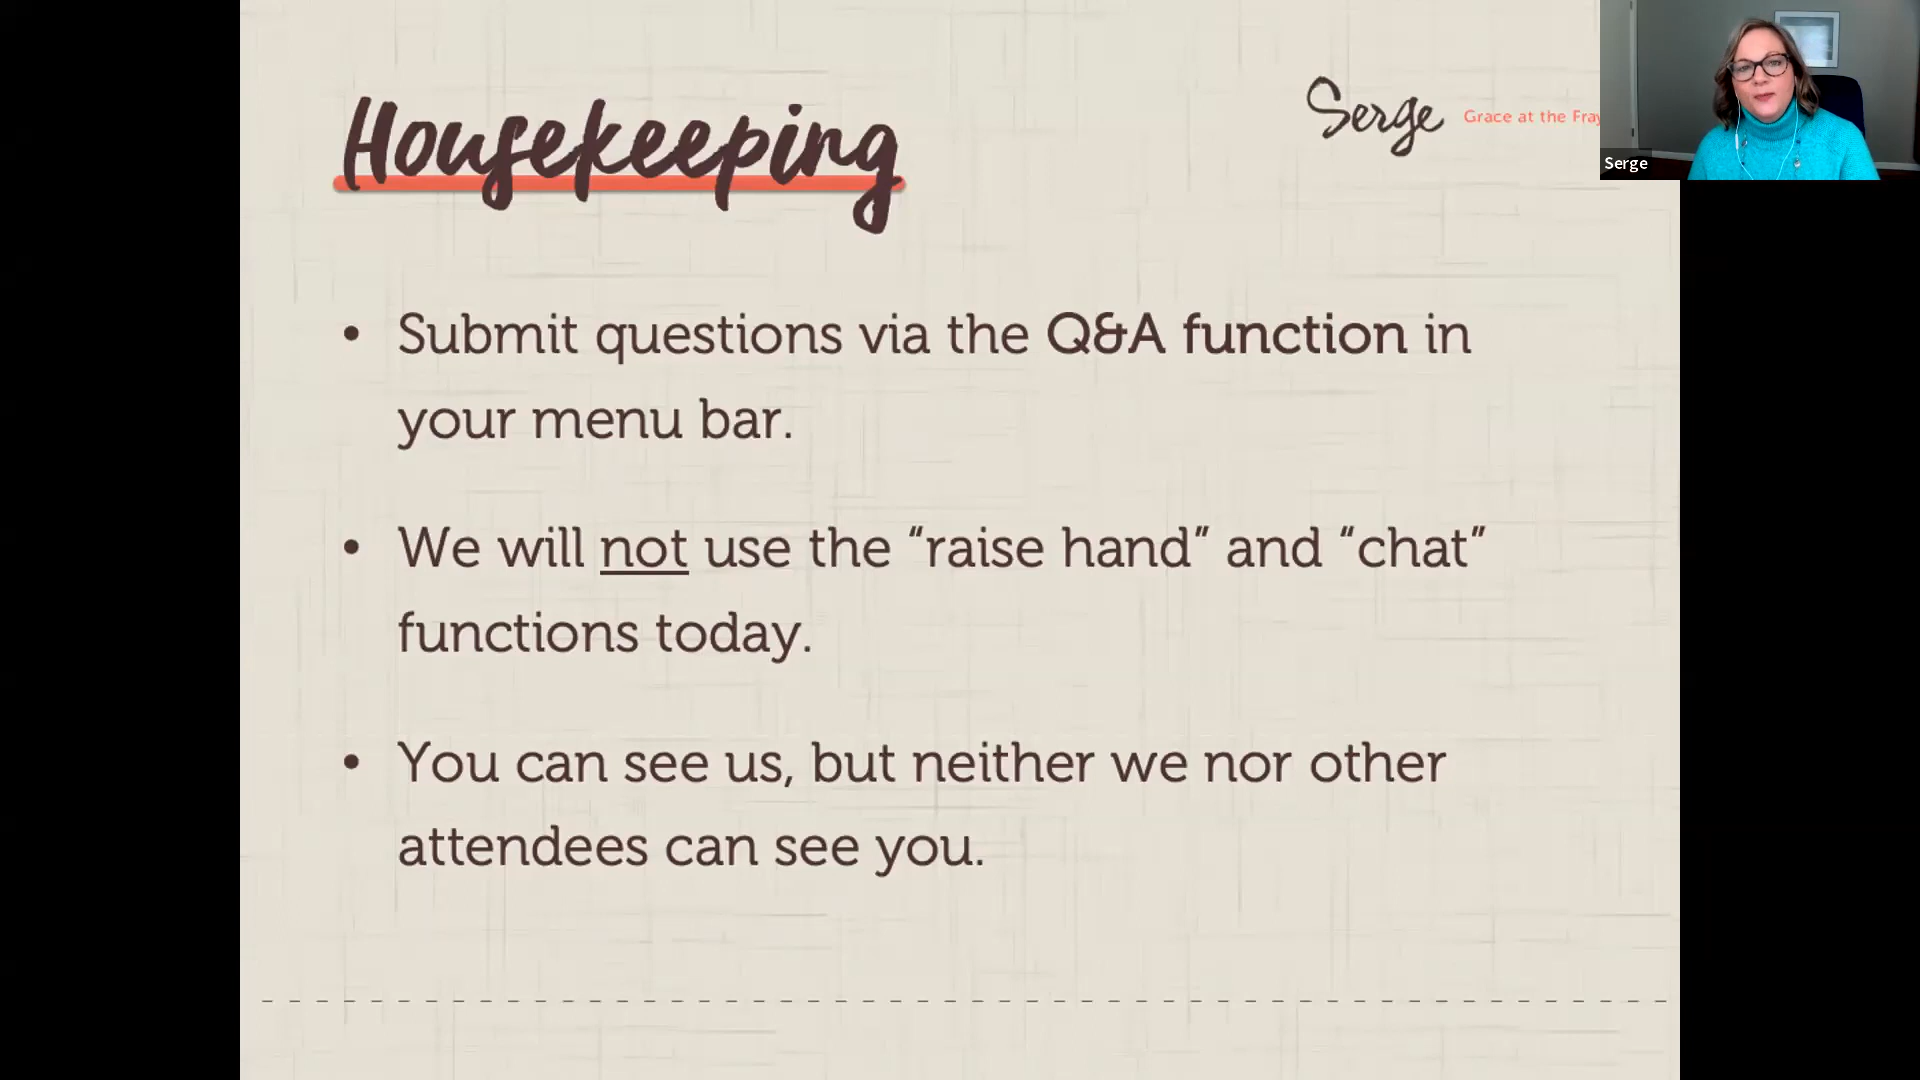 Housekeeping
Serge Grace at the Fray
Serge
• Submit questions via the Q&A function in
your menu bar.
• We will not use the “raise hand” and “chat”
functions today.
• You can see us, but neither we nor other
attendees can see you.